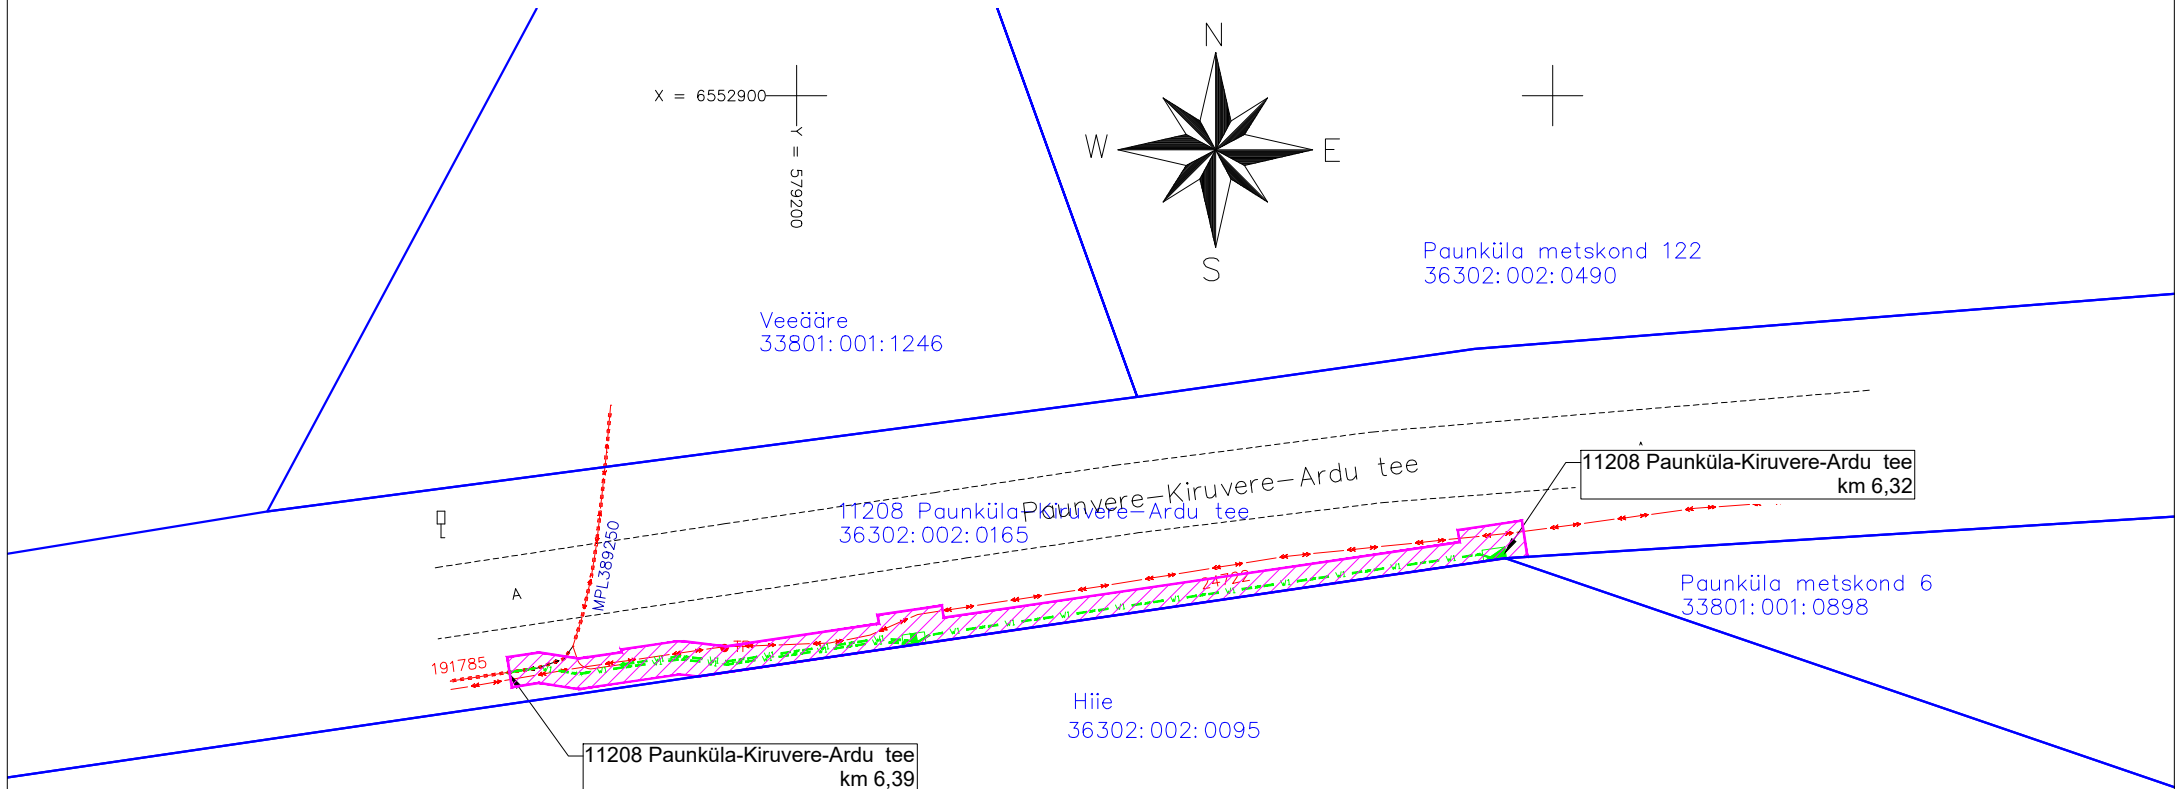 N
X = 6552900
Y = 579200
W
E
S
Paunküla metskond 122
36302:002:0490
Veeääre
33801:001:1246
11208 Paunküla-Kiruvere-Ardu tee
km 6,32
Paunvere-Kiruvere-Ardu tee
11208 Paunküla-Kiruvere-Ardu tee
36302:002:0165
MPL389250
A
24722
Paunküla metskond 6
33801:001:0898
191785
Hiie
36302:002:0095
11208 Paunküla-Kiruvere-Ardu tee
km 6,39